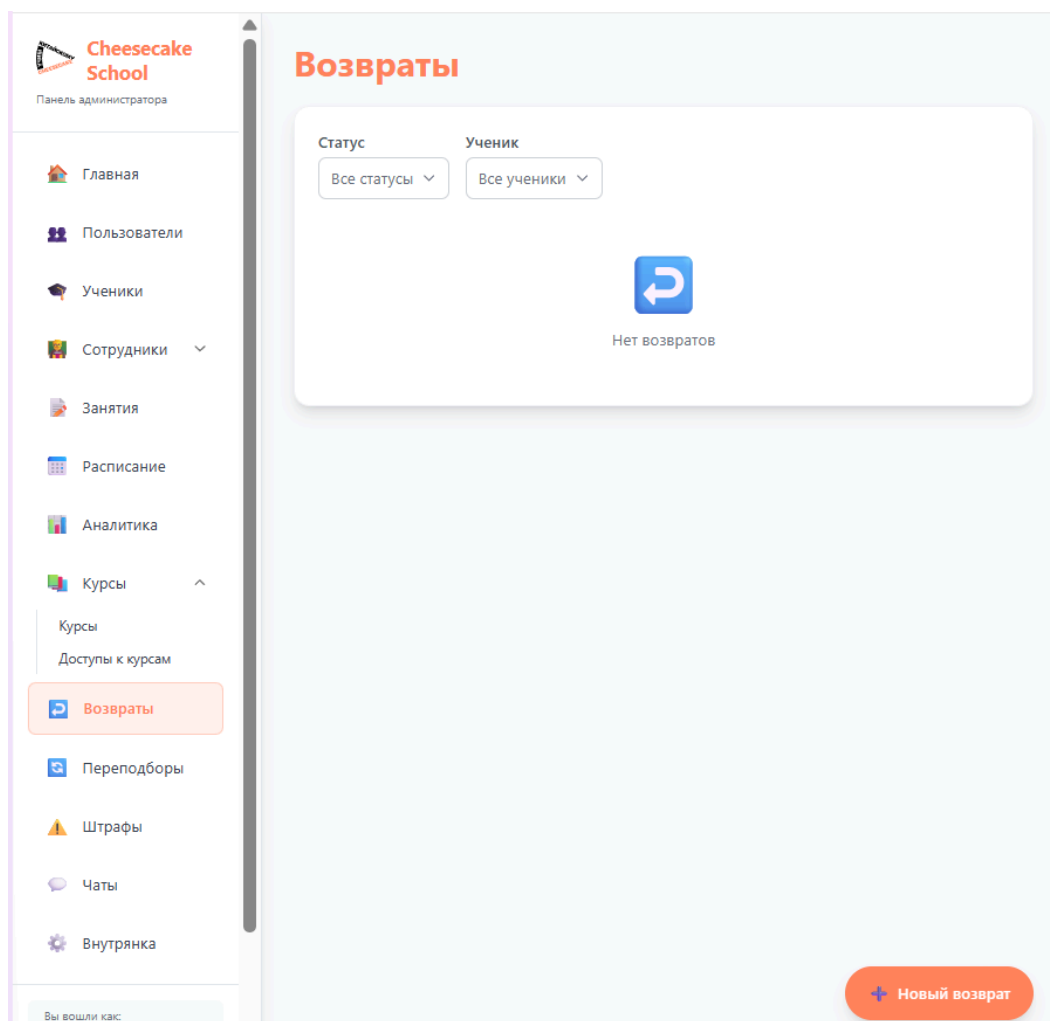 Cheesecake
School
Панель администратора
Главная
Пользователи
Ученики
Сотрудники
Занятия
Расписание
Аналитика
Курсы
Курсы
Доступы к курсам
Возвраты
Переподборы
Штрафы
Чаты
Внутрянка
Вы вошли как:
Возвраты
Статус
Ученик
Все статусы
Все ученики
Нет возвратов
Новый возврат